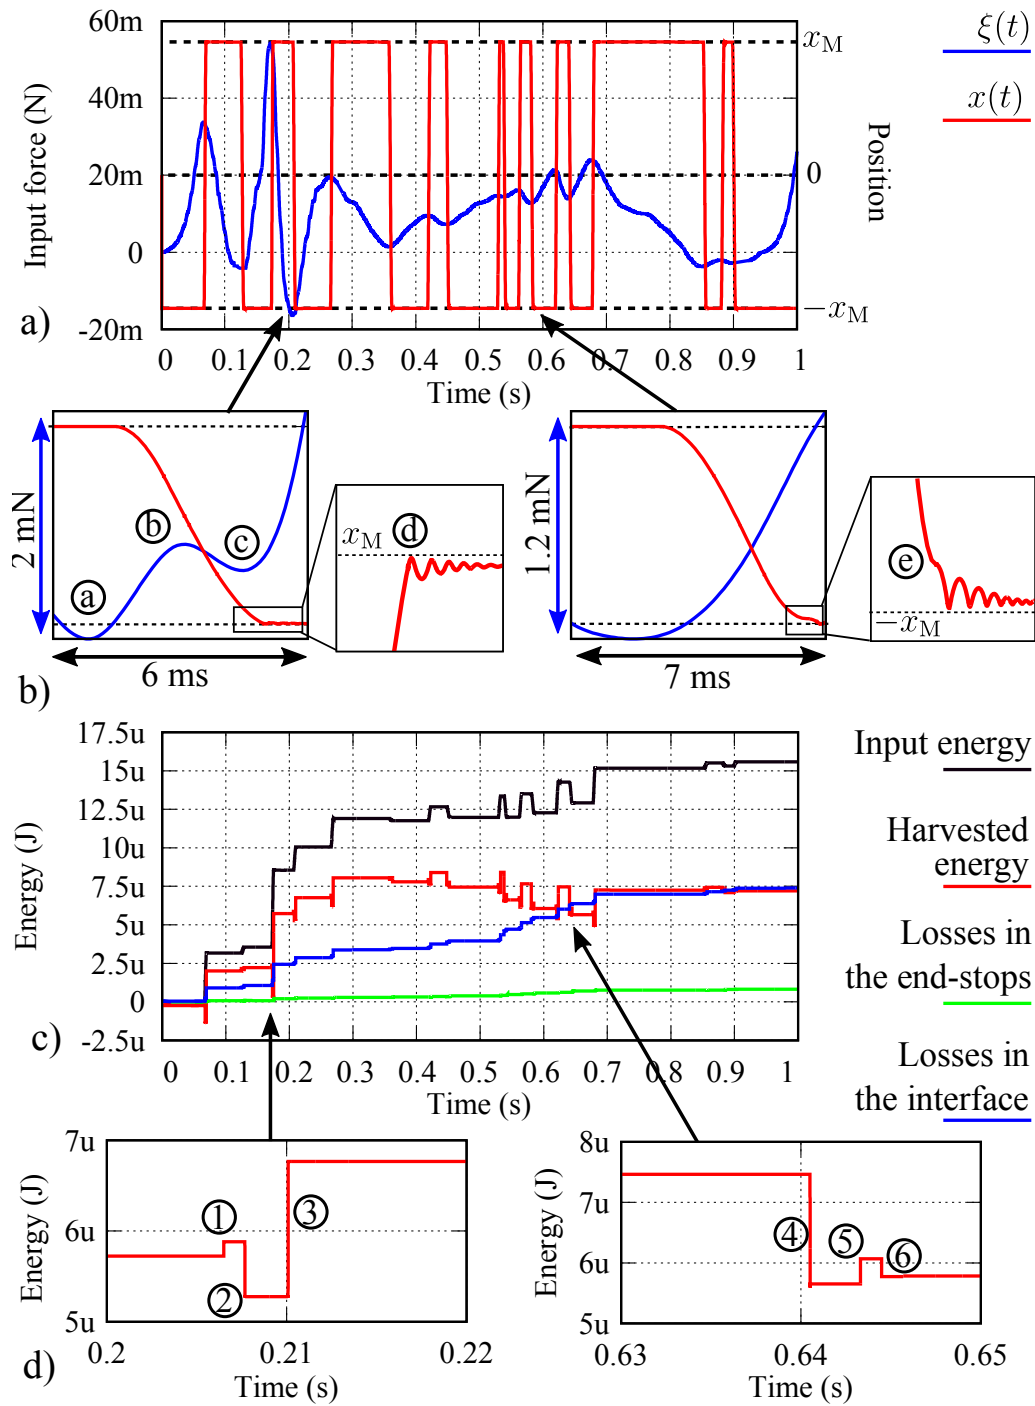 60m
40m
20m
0
-20m
Input force (N)
x_M
0
−x_M
Position
ξ(t)
x(t)
0 0.1 0.2 0.3 0.4 0.5 0.6 0.7 0.8 0.9 1
Time (s)
a)
2 mN
a
b
c
6 ms
x_M
d
1.2 mN
7 ms
e
−x_M
b)
17.5u
15u
12.5u
10u
7.5u
5u
2.5u
0
-2.5u
Energy (J)
0 0.1 0.2 0.3 0.4 0.5 0.6 0.7 0.8 0.9 1
Time (s)
c)
Input energy
Harvested
energy
Losses in
the end-stops
Losses in
the interface
7u
6u
5u
Energy (J)
1
2
3
0.2 0.21 0.22
Time (s)
d)
8u
7u
6u
5u
Energy (J)
4
5
6
0.63 0.64 0.65
Time (s)